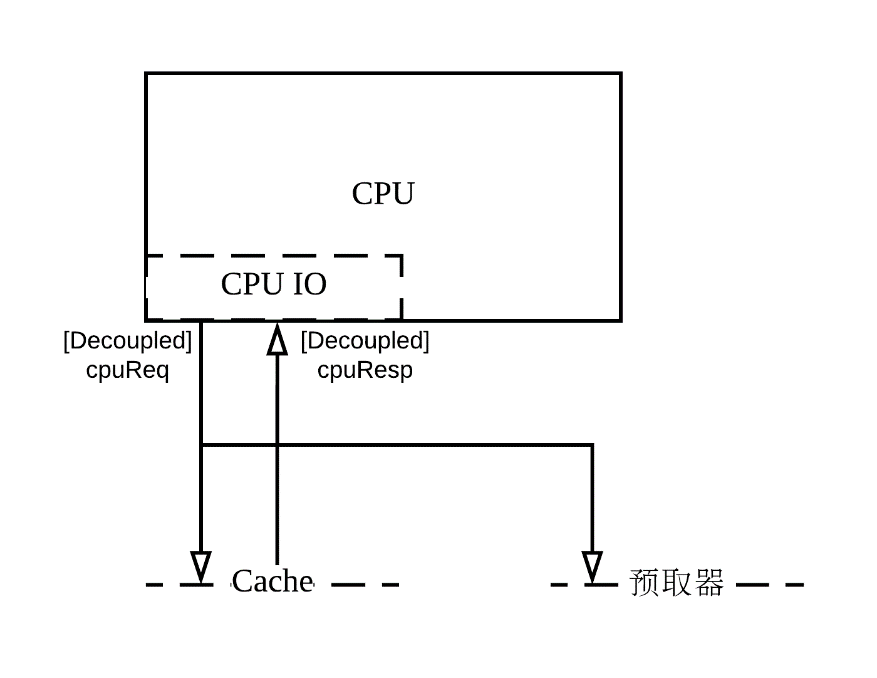 CPU
CPU IO
[Decoupled]
cpuReq
[Decoupled]
cpuResp
Cache
预取器